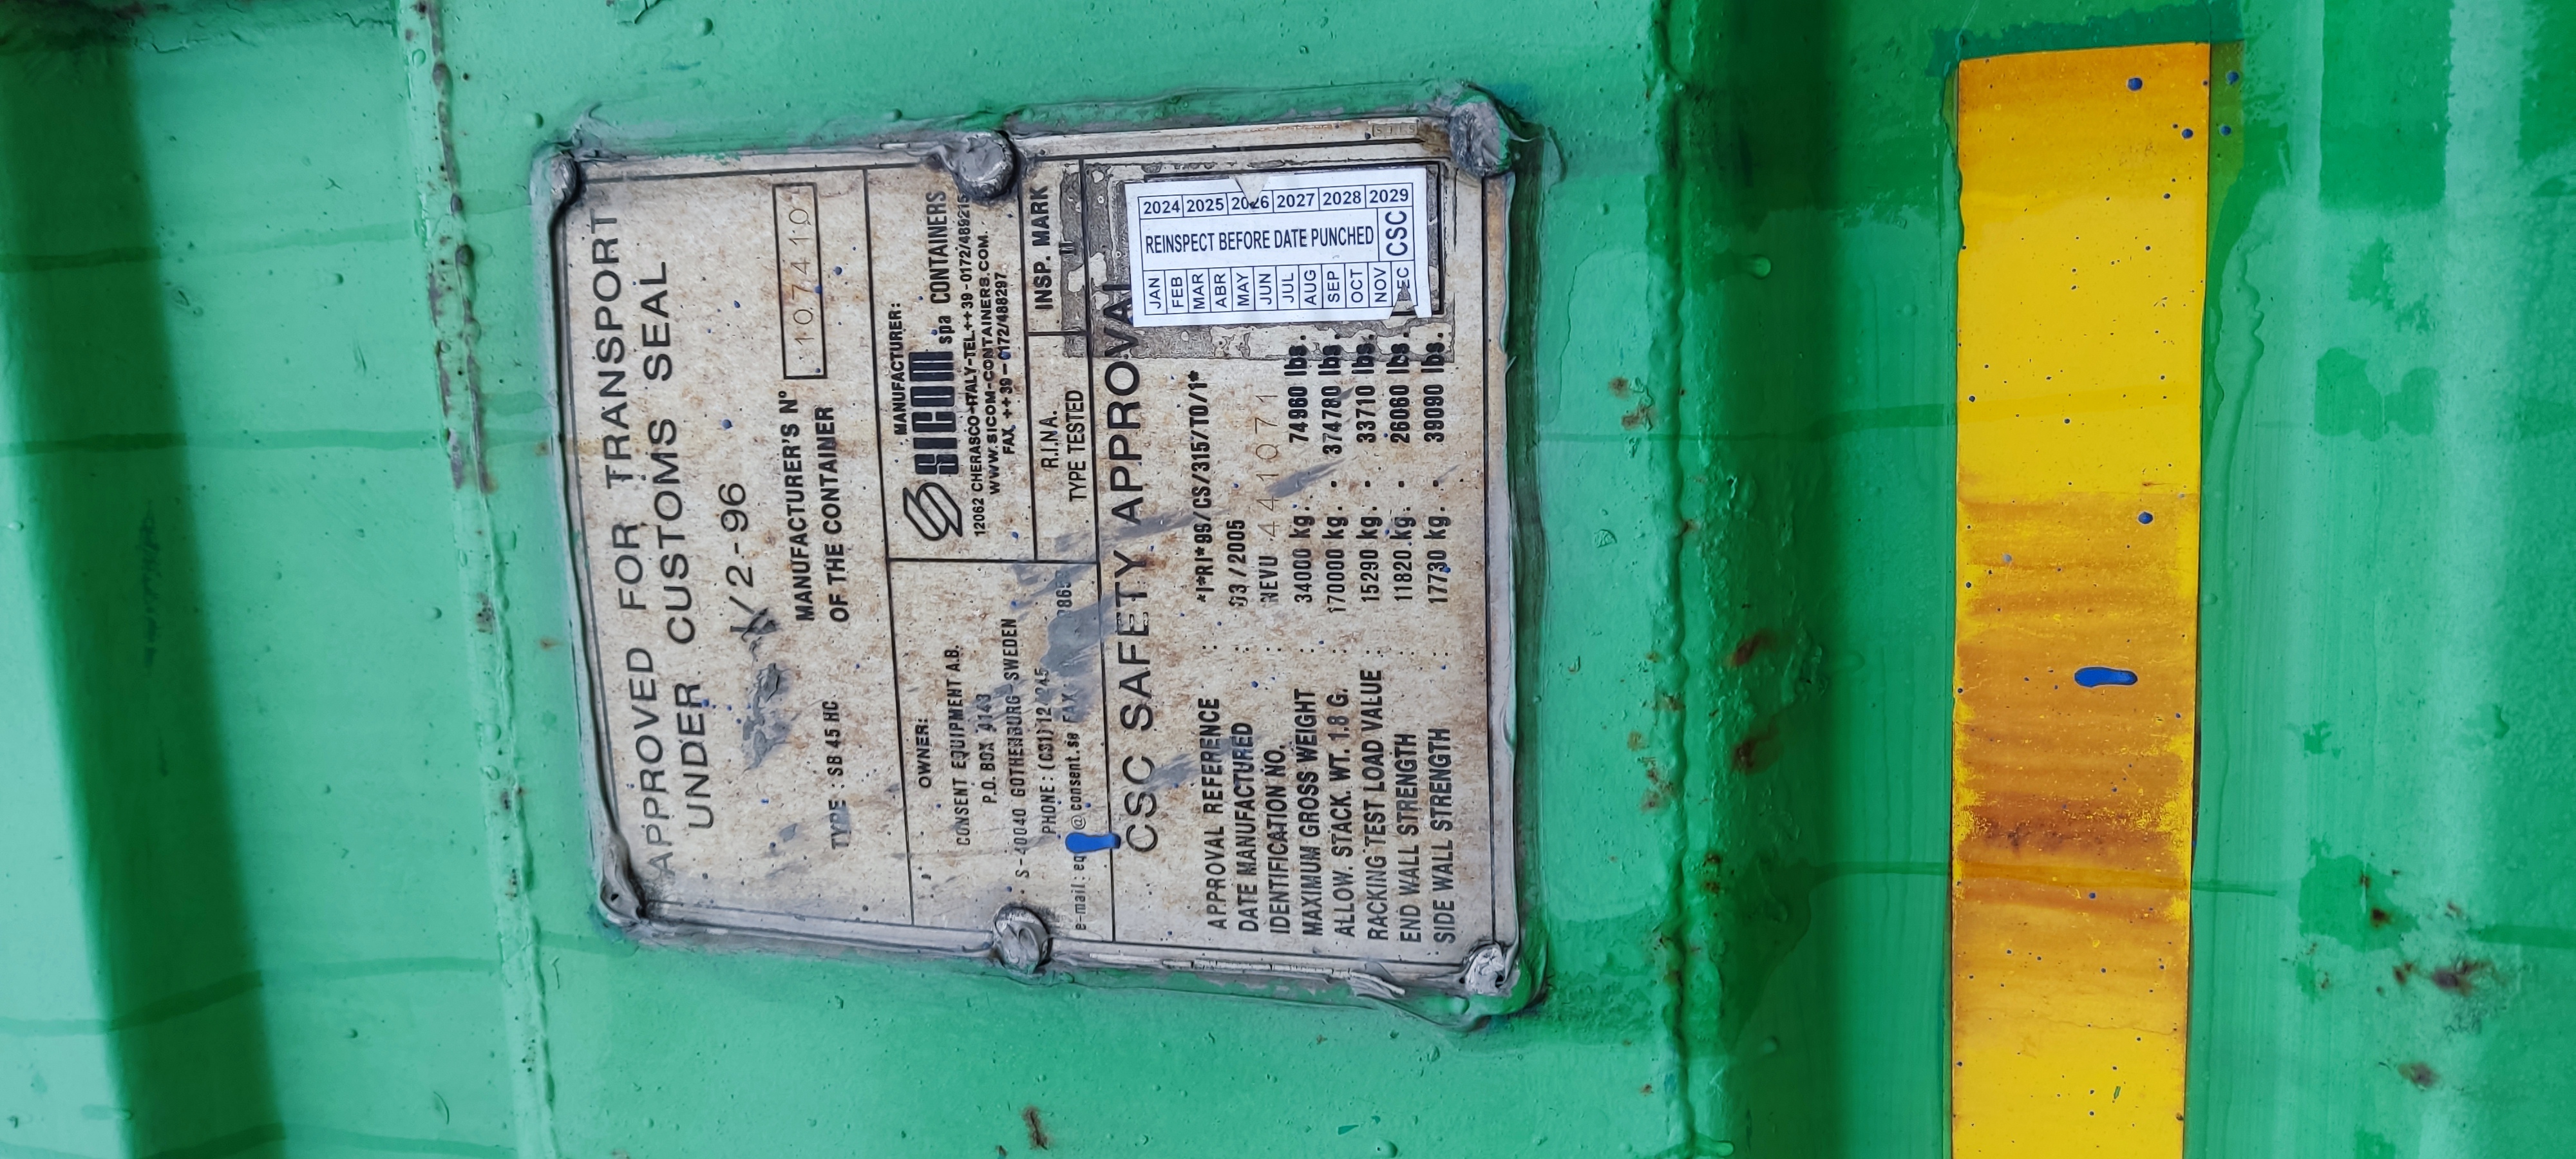 APPROVED FOR TRANSPORT
UNDER CUSTOMS SEAL
/2-96
MANUFACTURER'S N°
TYPE : SB 45 HC OF THE CONTAINER
107410
OWNER:
CONSENT EQUIPMENT A.B.
P.O. BOX
S-40040 GOTHENBURG-SWEDEN
PHONE : (031) 12 1245
e-mail: eq @consent.se FAX
MANUFACTURER:
SICOM spa CONTAINERS
12062 CHERASCO-ITALY-TEL++39-0172/489215
WWW.SICOM-CONTAINERS.COM.
FAX ++39-0172/488297
R.I.NA.
TYPE TESTED
INSP. MARK
CSC SAFETY APPROVAL
APPROVAL REFERENCE : *I*RI*99/CS/315/TO/1*
DATE MANUFACTURED : 03/2005
IDENTIFICATION NO. : NEVU 441071
MAXIMUM GROSS WEIGHT : 34000 kg. - 74960 lbs.
ALLOW. STACK. WT. 1.8 G. : 170000 kg. - 374780 lbs.
RACKING TEST LOAD VALUE : 15290 kg. - 33710 lbs.
END WALL STRENGTH : 11820 kg. - 26060 lbs.
SIDE WALL STRENGTH : 17730 kg. - 39090 lbs.
2024 2025 2026 2027 2028 2029
REINSPECT BEFORE DATE PUNCHED
CSC
JAN FEB MAR ABR MAY JUN JUL AUG SEP OCT NOV DEC